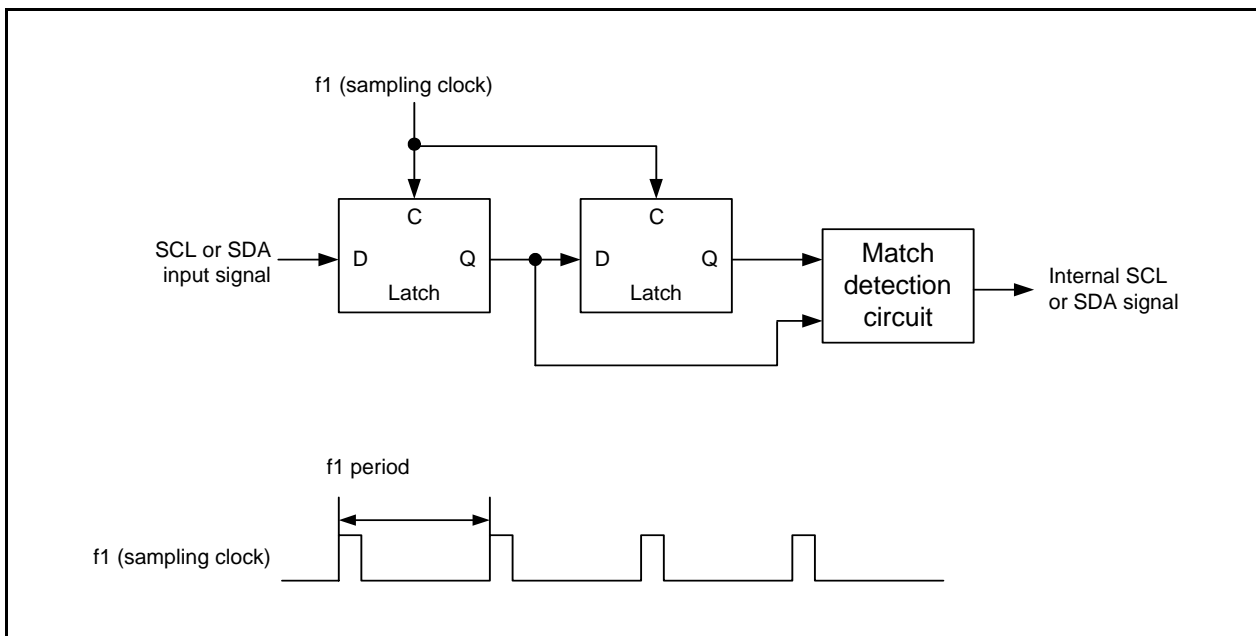 f1 (sampling clock)
C
C
SCL or SDA
input signal
D
Q
D
Q
Latch
Latch
Match
detection
circuit
Internal SCL
or SDA signal
f1 period
f1 (sampling clock)